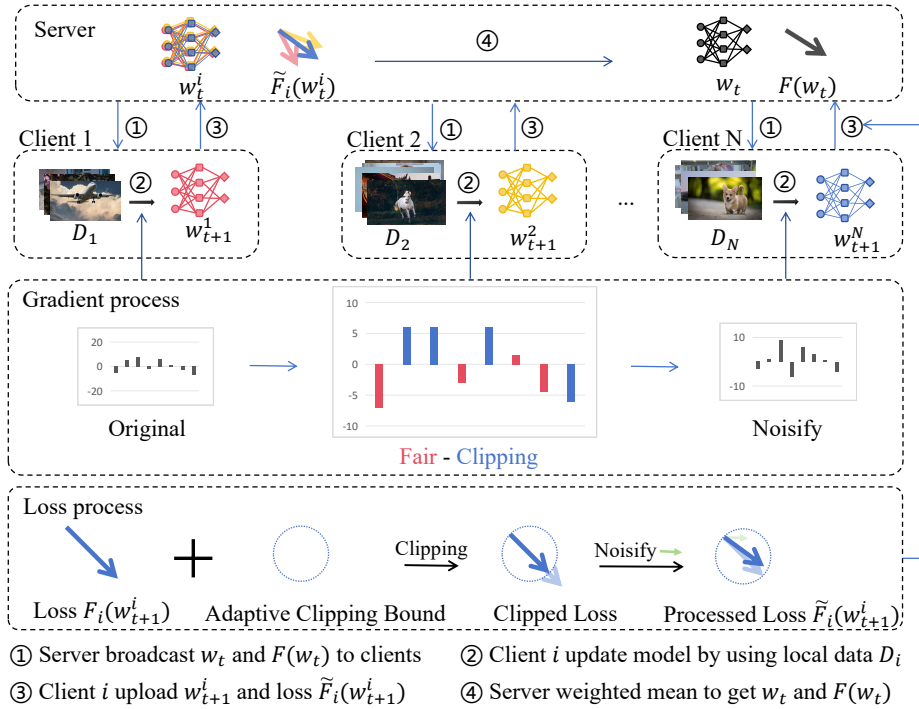 Server
④
w_t^i
F̃_i(w_t^i)
w_t
F(w_t)
①
③
①
③
①
③
Client 1
Client 2
Client N
②
②
②
D_1
w_{t+1}^1
D_2
w_{t+1}^2
...
D_N
w_{t+1}^N
Gradient process
20
0
-20
Original
10
5
0
-5
-10
Fair - Clipping
10
-10
Noisify
Loss process
Clipping
Noisify
Loss F_i(w_{t+1}^i)
Adaptive Clipping Bound
Clipped Loss
Processed Loss F̃_i(w_{t+1}^i)
① Server broadcast w_t and F(w_t) to clients
② Client i update model by using local data D_i
③ Client i upload w_{t+1}^i and loss F̃_i(w_{t+1}^i)
④ Server weighted mean to get w_t and F(w_t)